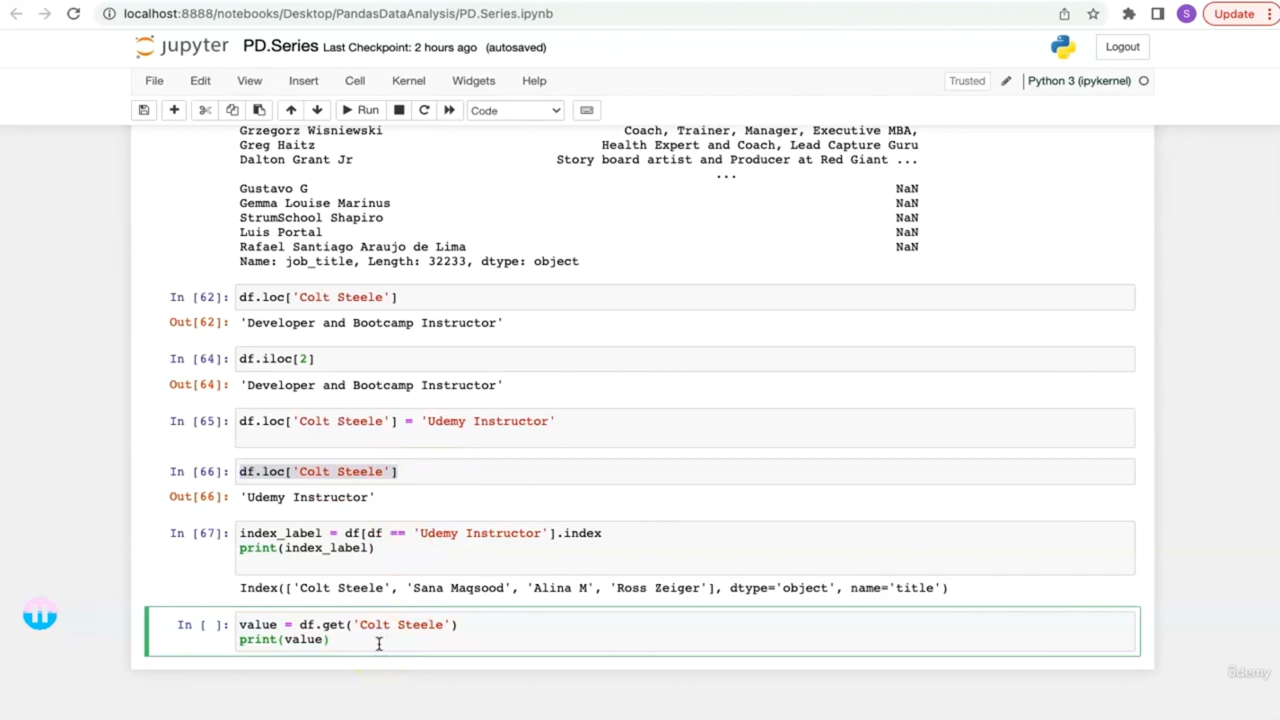 localhost:8888/notebooks/Desktop/PandasDataAnalysis/PD.Series.ipynb S Update
jupyter PD.Series Last Checkpoint: 2 hours ago (autosaved) Logout
File Edit View Insert Cell Kernel Widgets Help Trusted Python 3 (ipykernel)
Run Code
Grzegorz Wisniewski Coach, Trainer, Manager, Executive MBA,
Greg Haitz Health Expert and Coach, Lead Capture Guru
Dalton Grant Jr Story board artist and Producer at Red Giant ...
...
Gustavo G NaN
Gemma Louise Marinus NaN
StrumSchool Shapiro NaN
Luis Portal NaN
Rafael Santiago Araujo de Lima NaN
Name: job_title, Length: 32233, dtype: object
In [62]: df.loc['Colt Steele']
Out[62]: 'Developer and Bootcamp Instructor'
In [64]: df.iloc[2]
Out[64]: 'Developer and Bootcamp Instructor'
In [65]: df.loc['Colt Steele'] = 'Udemy Instructor'
In [66]: df.loc['Colt Steele']
Out[66]: 'Udemy Instructor'
In [67]: index_label = df[df == 'Udemy Instructor'].index
print(index_label)
Index(['Colt Steele', 'Sana Maqsood', 'Alina M', 'Ross Zeiger'], dtype='object', name='title')
In [ ]: value = df.get('Colt Steele')
print(value)
ûdemy